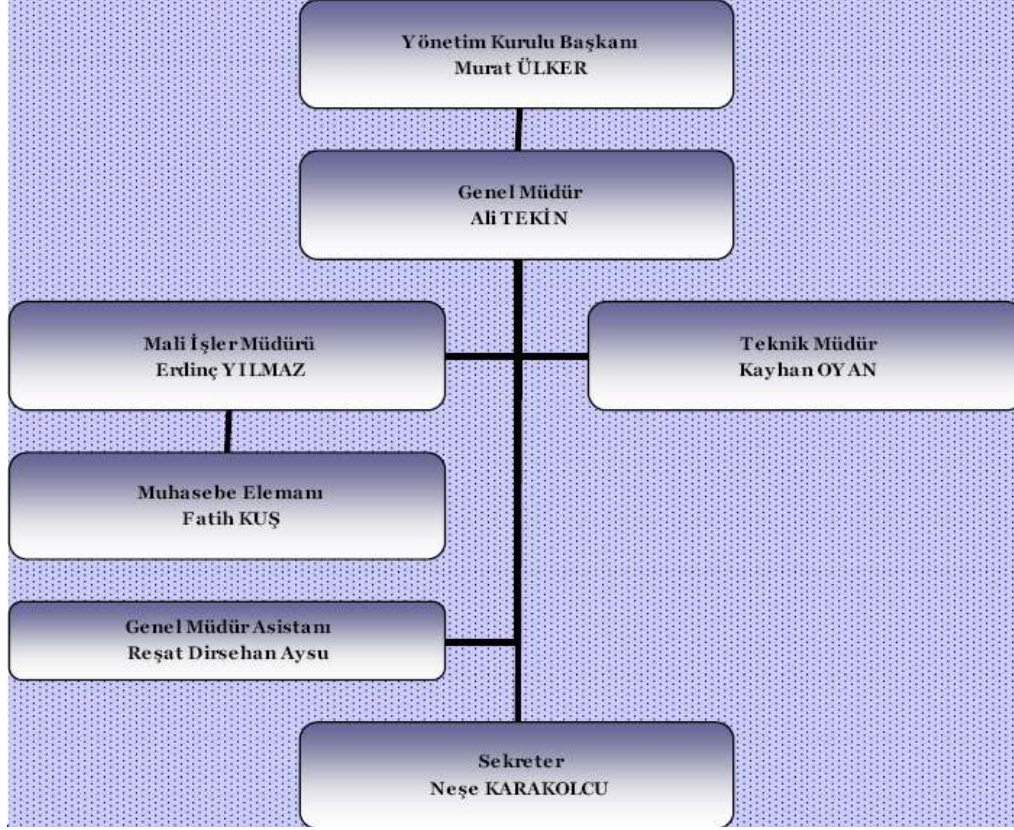 Yönetim Kurulu Başkanı
Murat ÜLKER
Genel Müdür
Ali TEKİN
Mali İşler Müdürü
Erdinç YILMAZ
Teknik Müdür
Kayhan OYAN
Muhasebe Elemanı
Fatih KUŞ
Genel Müdür Asistanı
Reşat Dirsehan Aysu
Sekreter
Neşe KARAKOLCU